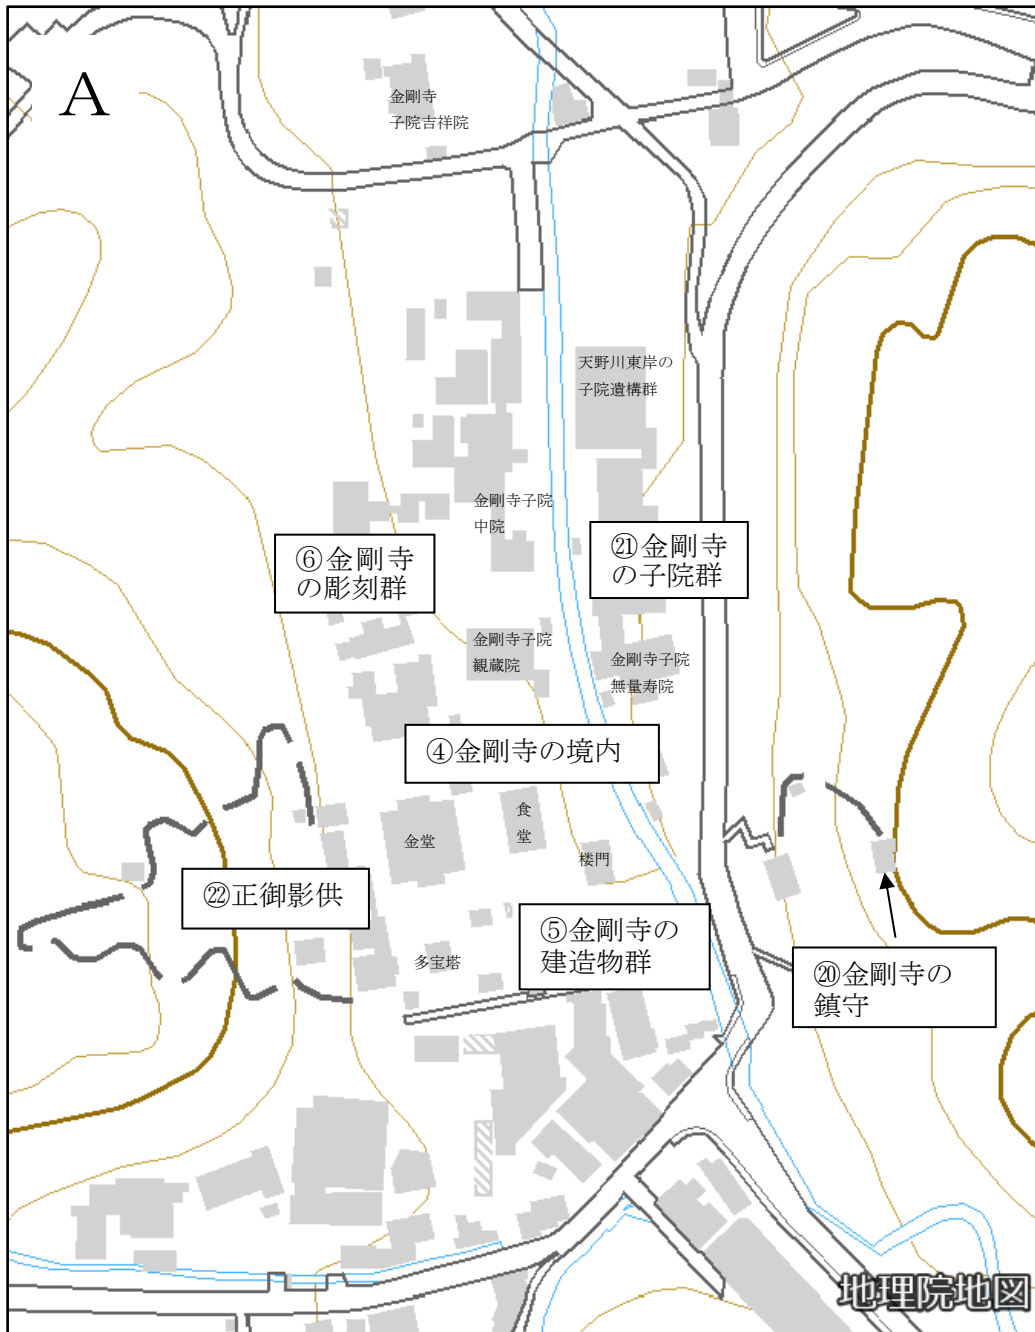 A
金剛寺
子院吉祥院
天野川東岸の
子院遺構群
金剛寺子院
中院
⑥金剛寺
の彫刻群
㉑金剛寺
の子院群
金剛寺子院
観蔵院
金剛寺子院
無量寿院
④金剛寺の境内
食
堂
金堂
楼門
㉒正御影供
⑤金剛寺の
建造物群
多宝塔
⑳金剛寺の
鎮守
地理院地図